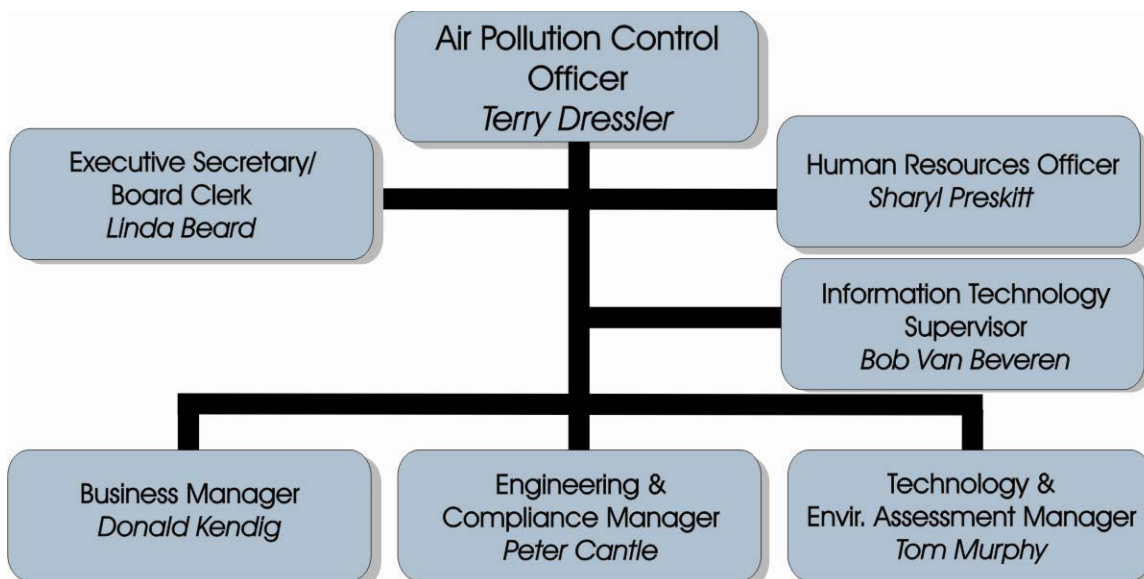 Air Pollution Control
Officer
Terry Dressler
Executive Secretary/
Board Clerk
Linda Beard
Human Resources Officer
Sharyl Preskitt
Information Technology
Supervisor
Bob Van Beveren
Business Manager
Donald Kendig
Engineering &
Compliance Manager
Peter Cantle
Technology &
Envir. Assessment Manager
Tom Murphy